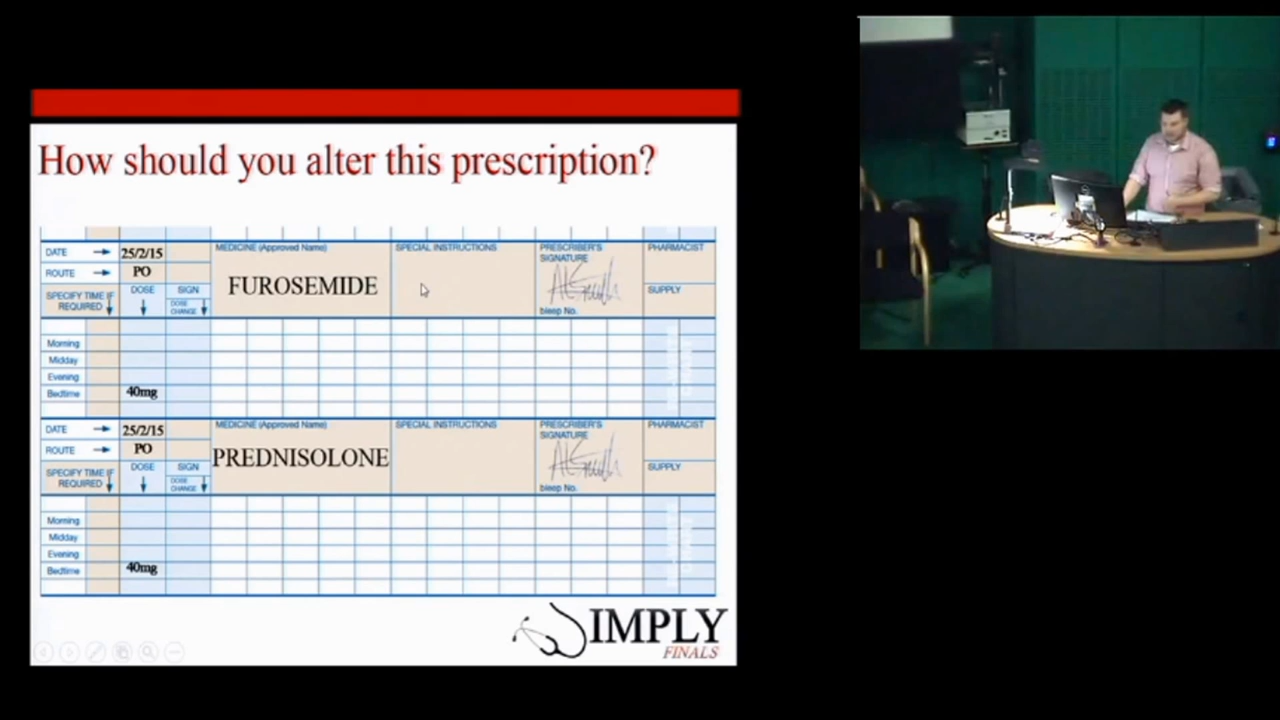 How should you alter this prescription?
DATE 25/2/15 MEDICINE (Approved Name) SPECIAL INSTRUCTIONS PRESCRIBER'S SIGNATURE PHARMACIST
ROUTE PO FUROSEMIDE
SPECIFY TIME IF REQUIRED DOSE SIGN DOSE CHANGE bleep No. SUPPLY
Morning
Midday
Evening
Bedtime 40mg
DATE 25/2/15 MEDICINE (Approved Name) SPECIAL INSTRUCTIONS PRESCRIBER'S SIGNATURE PHARMACIST
ROUTE PO PREDNISOLONE
SPECIFY TIME IF REQUIRED DOSE SIGN DOSE CHANGE bleep No. SUPPLY
Morning
Midday
Evening
Bedtime 40mg
SIMPLY
FINALS